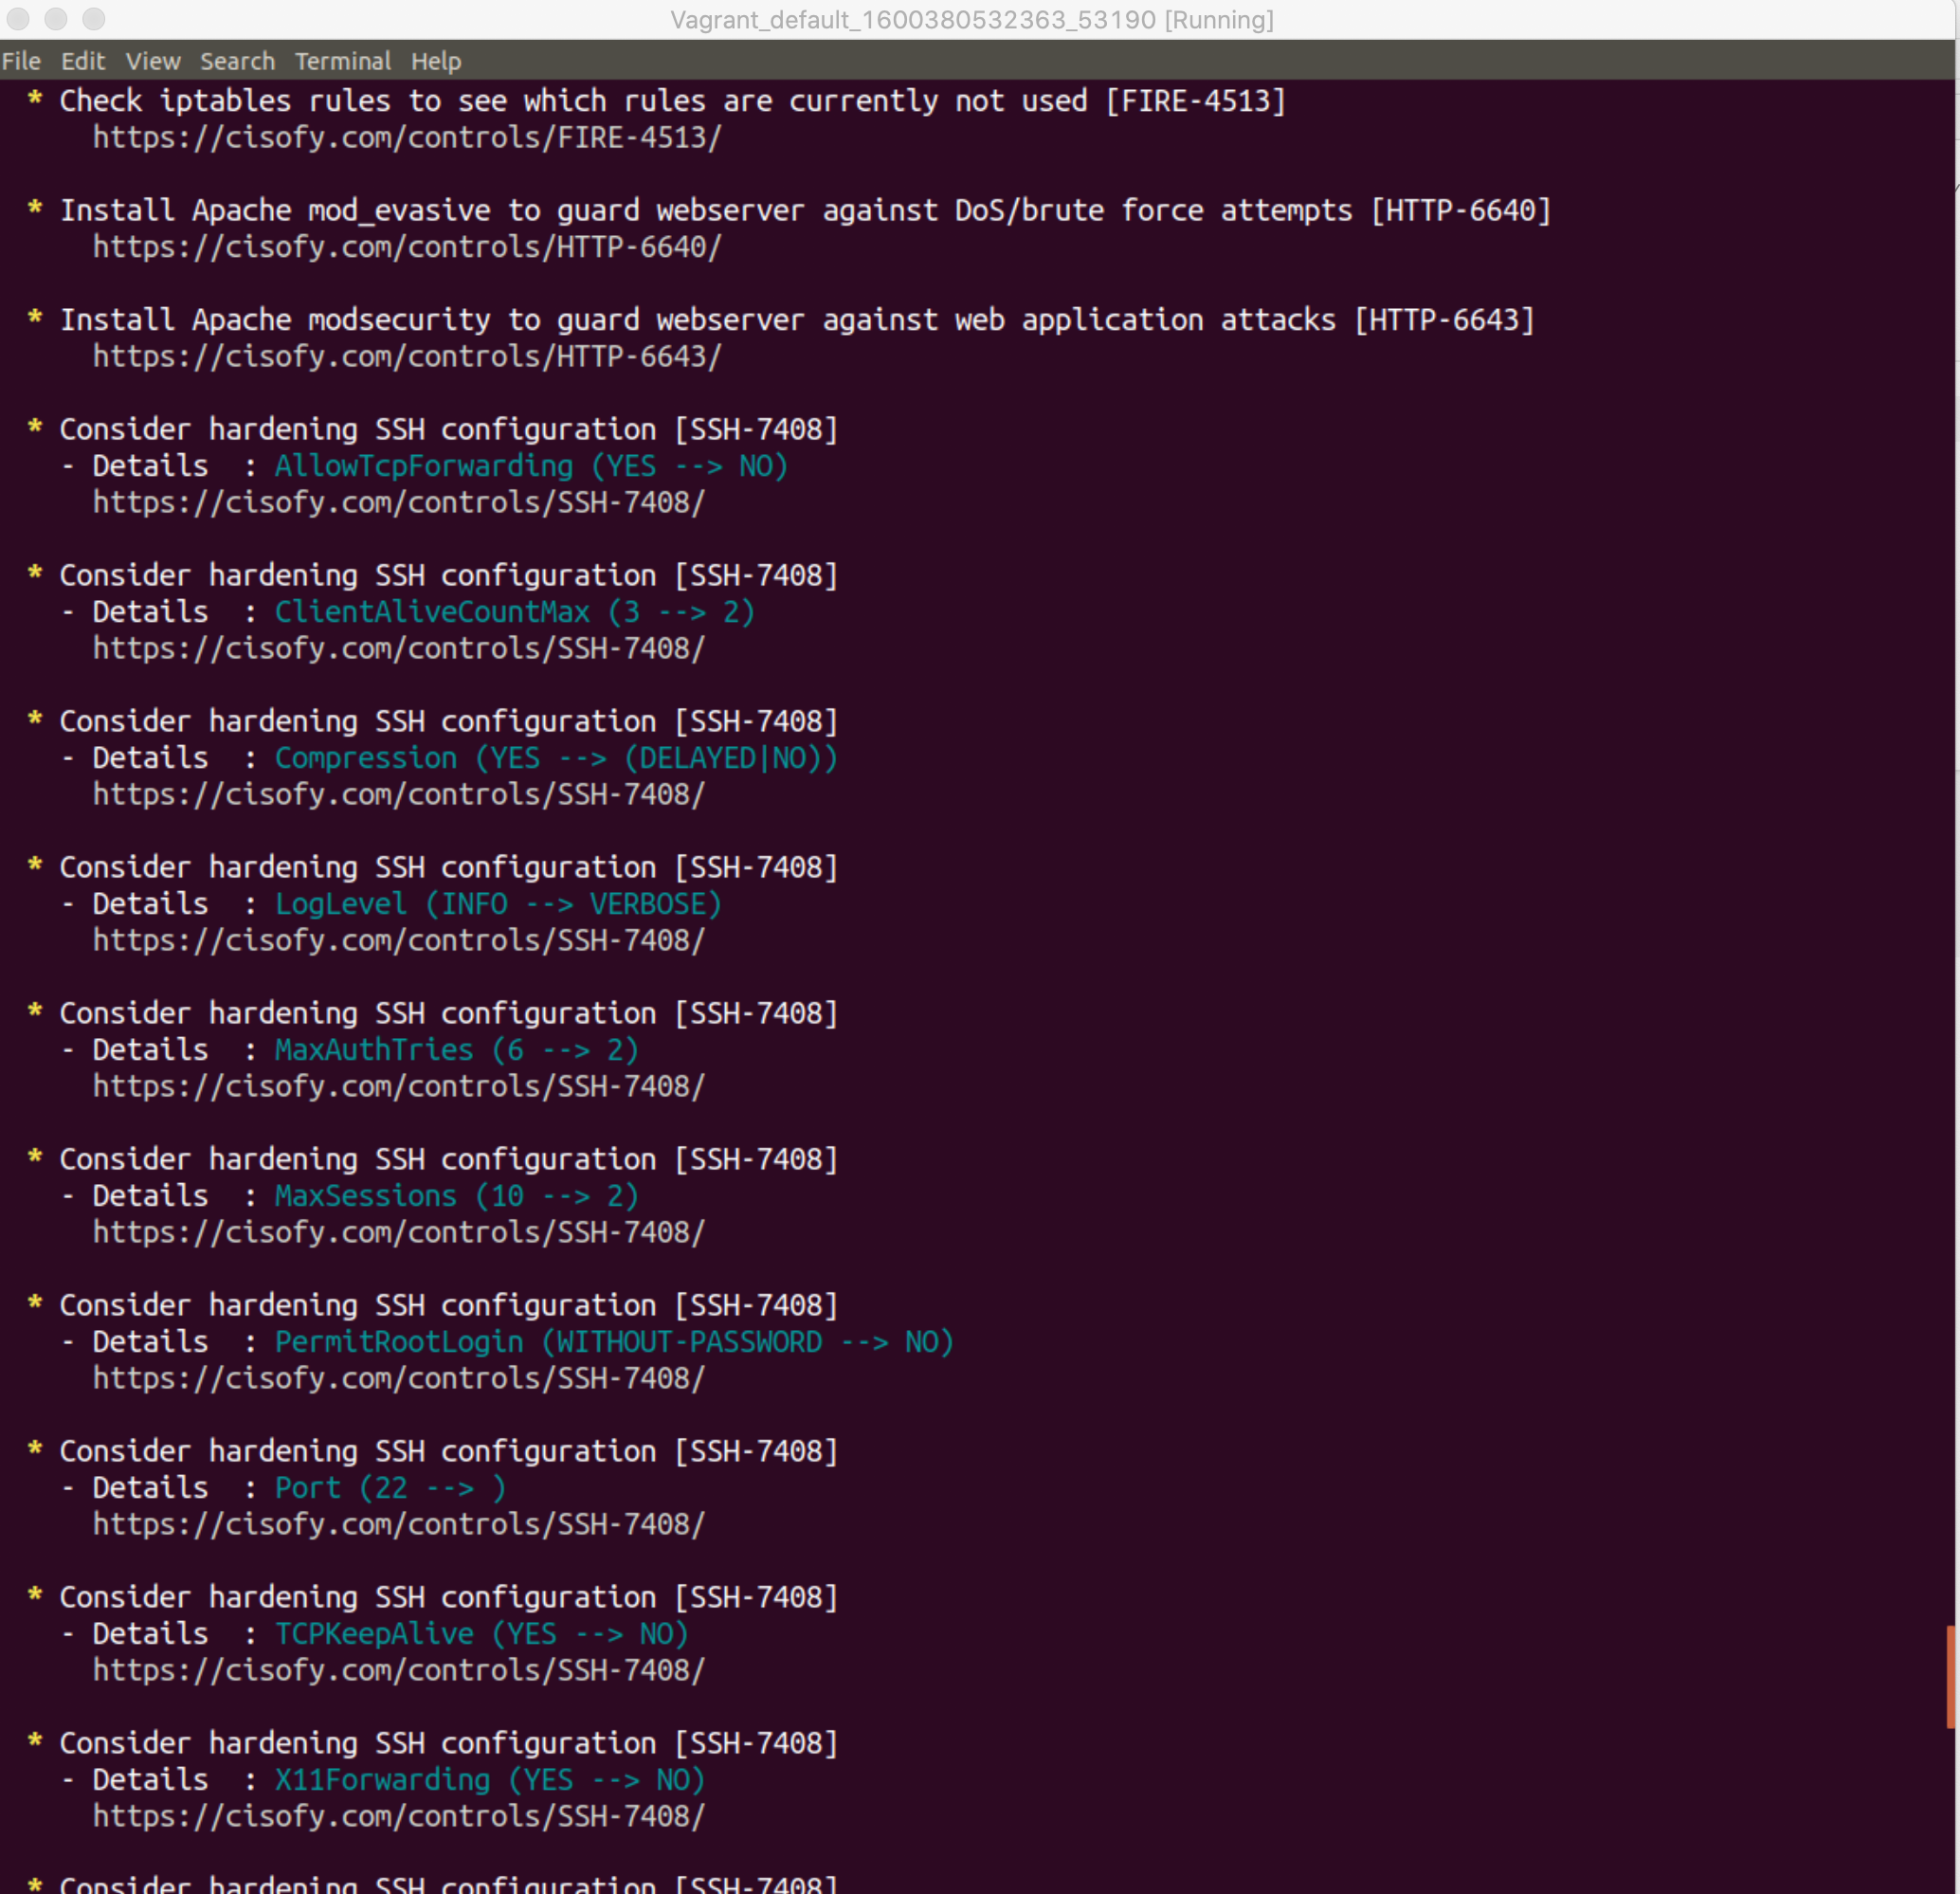 Vagrant_default_1600380532363_53190 [Running]
File Edit View Search Terminal Help
* Check iptables rules to see which rules are currently not used [FIRE-4513]
https://cisofy.com/controls/FIRE-4513/
* Install Apache mod_evasive to guard webserver against DoS/brute force attempts [HTTP-6640]
https://cisofy.com/controls/HTTP-6640/
* Install Apache modsecurity to guard webserver against web application attacks [HTTP-6643]
https://cisofy.com/controls/HTTP-6643/
* Consider hardening SSH configuration [SSH-7408]
- Details  : AllowTcpForwarding (YES --> NO)
https://cisofy.com/controls/SSH-7408/
* Consider hardening SSH configuration [SSH-7408]
- Details  : ClientAliveCountMax (3 --> 2)
https://cisofy.com/controls/SSH-7408/
* Consider hardening SSH configuration [SSH-7408]
- Details  : Compression (YES --> (DELAYED|NO))
https://cisofy.com/controls/SSH-7408/
* Consider hardening SSH configuration [SSH-7408]
- Details  : LogLevel (INFO --> VERBOSE)
https://cisofy.com/controls/SSH-7408/
* Consider hardening SSH configuration [SSH-7408]
- Details  : MaxAuthTries (6 --> 2)
https://cisofy.com/controls/SSH-7408/
* Consider hardening SSH configuration [SSH-7408]
- Details  : MaxSessions (10 --> 2)
https://cisofy.com/controls/SSH-7408/
* Consider hardening SSH configuration [SSH-7408]
- Details  : PermitRootLogin (WITHOUT-PASSWORD --> NO)
https://cisofy.com/controls/SSH-7408/
* Consider hardening SSH configuration [SSH-7408]
- Details  : Port (22 --> )
https://cisofy.com/controls/SSH-7408/
* Consider hardening SSH configuration [SSH-7408]
- Details  : TCPKeepAlive (YES --> NO)
https://cisofy.com/controls/SSH-7408/
* Consider hardening SSH configuration [SSH-7408]
- Details  : X11Forwarding (YES --> NO)
https://cisofy.com/controls/SSH-7408/
* Consider hardening SSH configuration [SSH-7408]